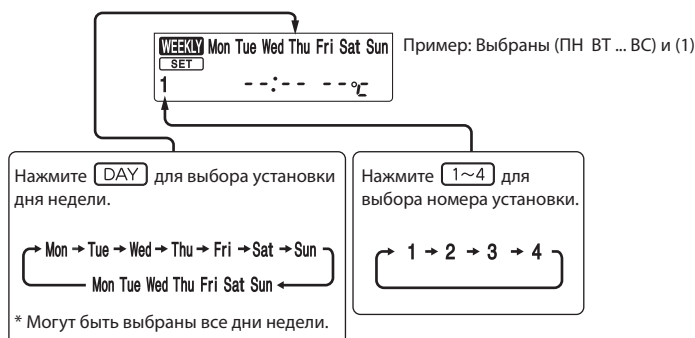 WEEKLY Mon Tue Wed Thu Fri Sat Sun
SET
1 --:-- --°C
Пример: Выбраны (ПН ВТ ... ВС) и (1)
Нажмите DAY для выбора установки
дня недели.
Mon → Tue → Wed → Thu → Fri → Sat → Sun
Mon Tue Wed Thu Fri Sat Sun
* Могут быть выбраны все дни недели.
Нажмите 1~4 для
выбора номера установки.
1 → 2 → 3 → 4